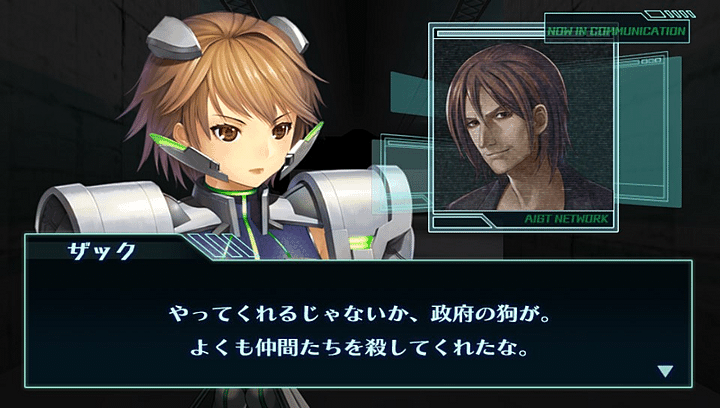 NOW IN COMMUNICATION
AIBT NETWORK
ザック
やってくれるじゃないか、政府の狗が。
よくも仲間たちを殺してくれたな。